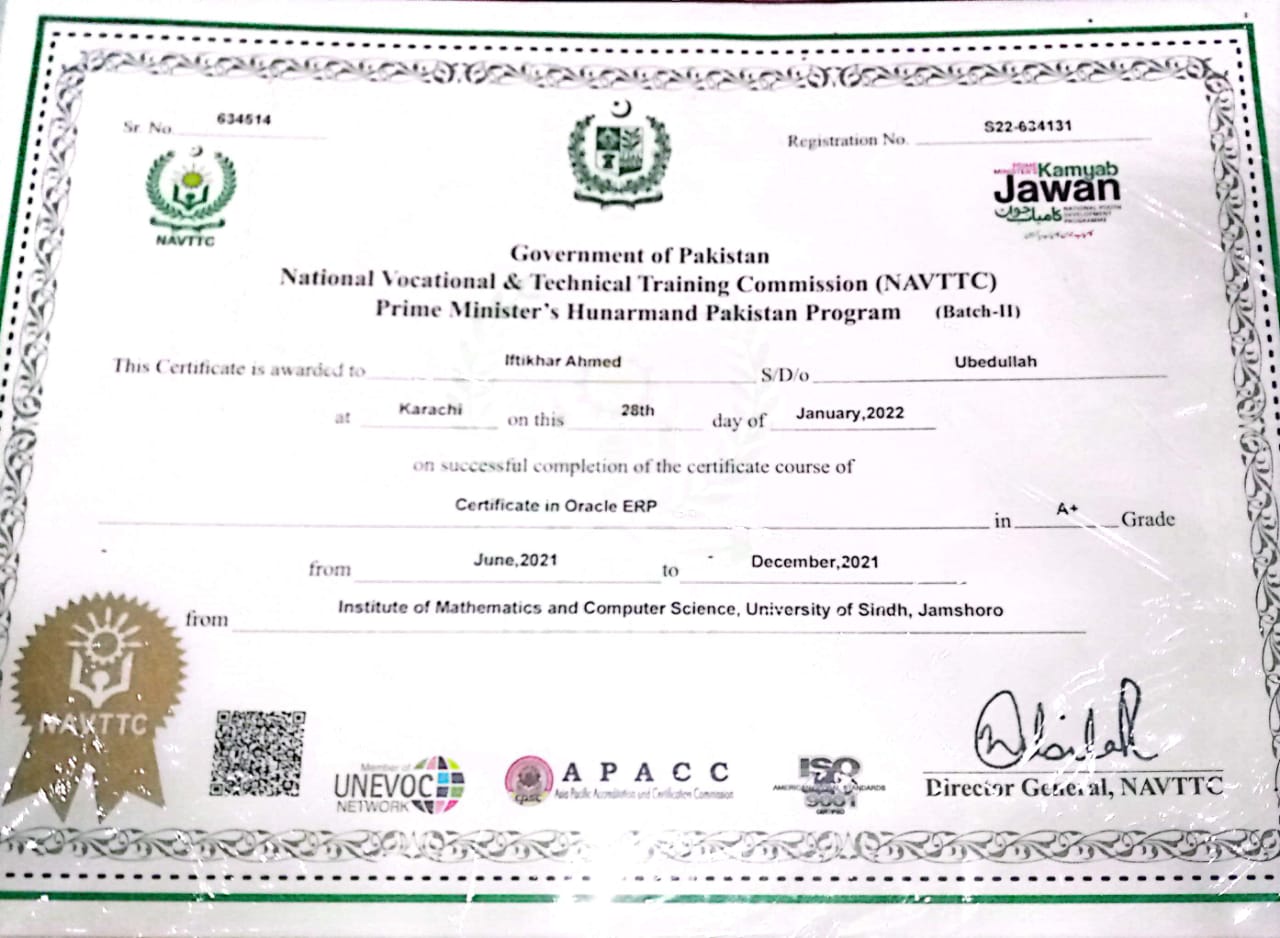 Sr. No. 634514
Registration No. S22-634131
NAVTTC
PRIME MINISTER'S Kamyab
Jawan
کامیاب جوان
NATIONAL YOUTH DEVELOPMENT PROGRAMME
Government of Pakistan
National Vocational & Technical Training Commission (NAVTTC)
Prime Minister's Hunarmand Pakistan Program (Batch-II)
This Certificate is awarded to Iftikhar Ahmed S/D/o Ubedullah
at Karachi on this 28th day of January,2022
on successful completion of the certificate course of
Certificate in Oracle ERP in A+ Grade
from June,2021 to December,2021
from Institute of Mathematics and Computer Science, University of Sindh, Jamshoro
NAVTTC
Member of
UNEVOC
NETWORK
APACC
Asia Pacific Accreditation and Certification Commission
cpsc
ISO
9001
CERTIFIED
Director General, NAVTTC